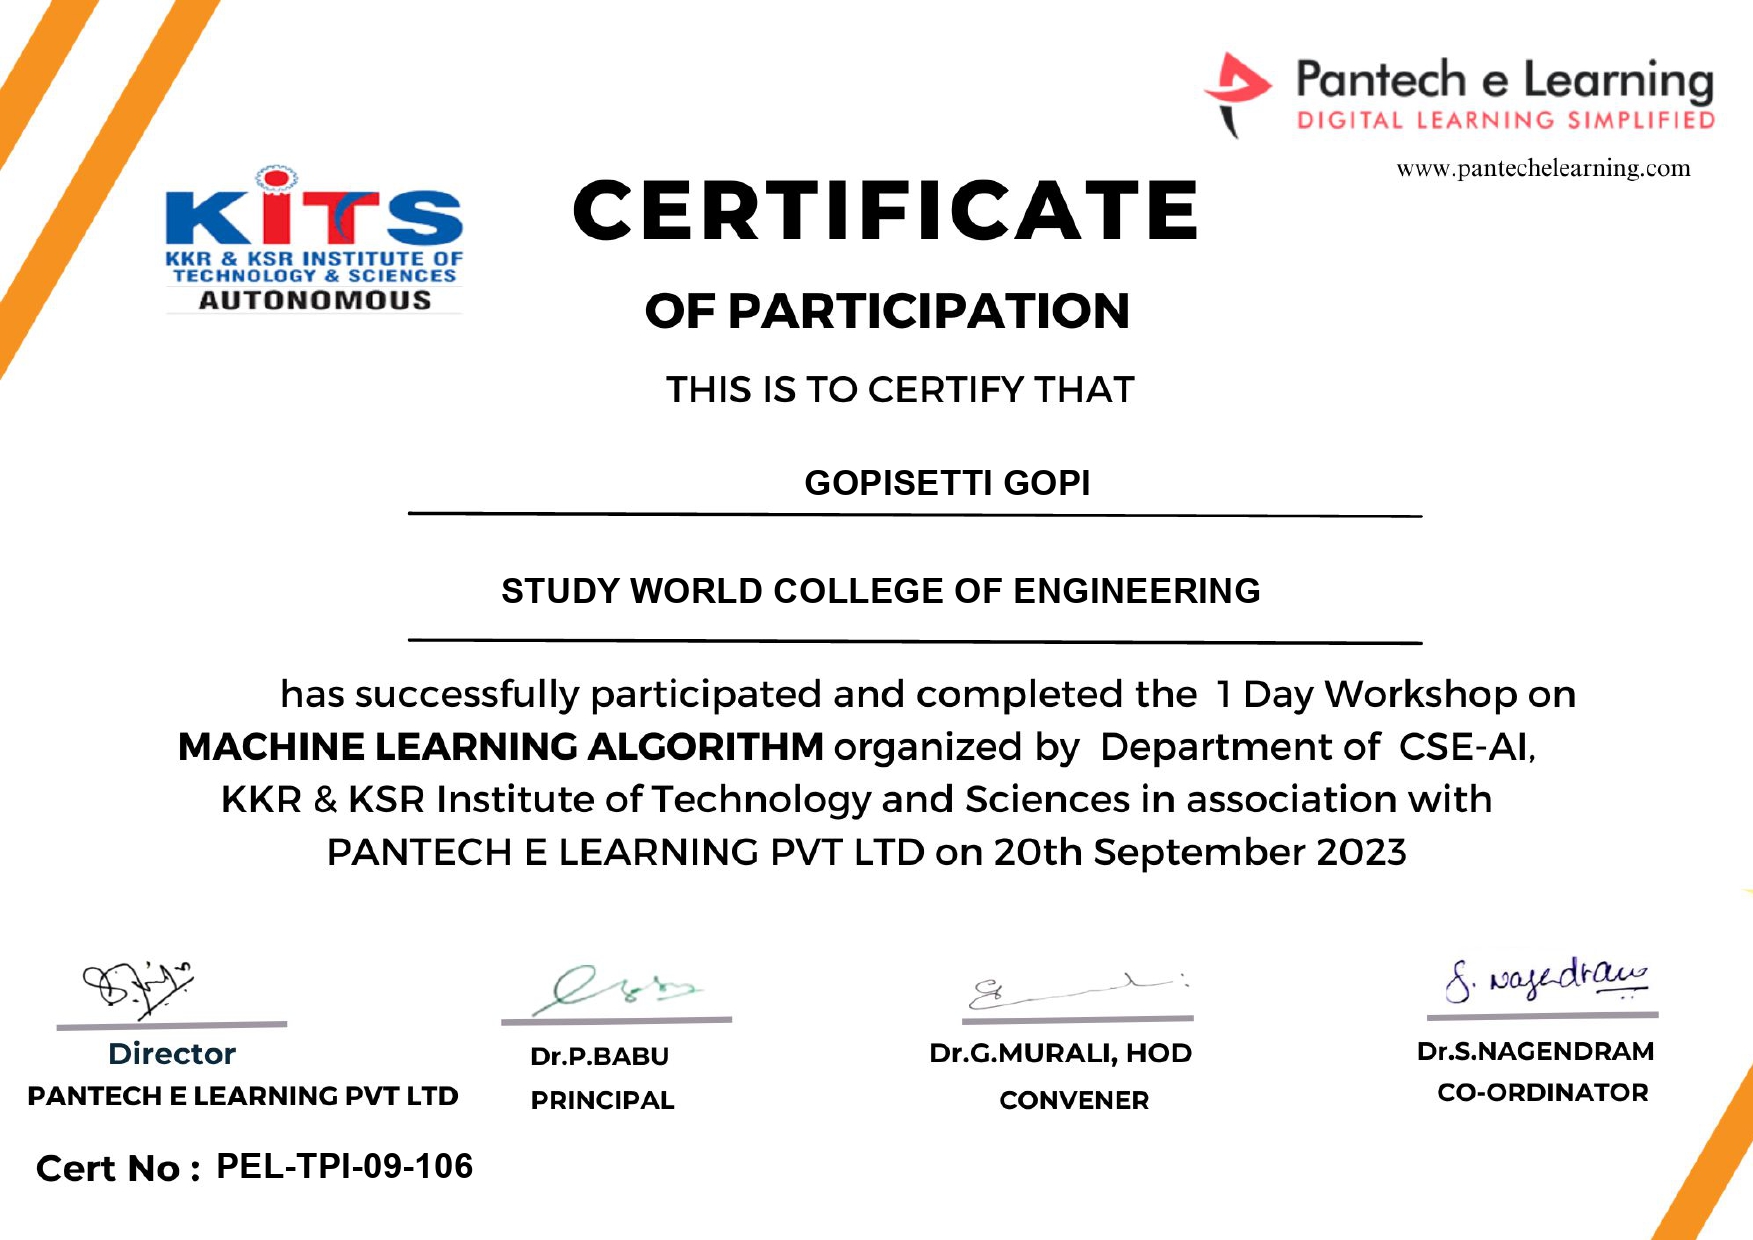 Pantech e Learning
DIGITAL LEARNING SIMPLIFIED
www.pantechelearning.com
KiTS
KKR & KSR INSTITUTE OF
TECHNOLOGY & SCIENCES
AUTONOMOUS
CERTIFICATE
OF PARTICIPATION
THIS IS TO CERTIFY THAT
GOPISETTI GOPI
STUDY WORLD COLLEGE OF ENGINEERING
has successfully participated and completed the 1 Day Workshop on
MACHINE LEARNING ALGORITHM organized by Department of CSE-AI,
KKR & KSR Institute of Technology and Sciences in association with
PANTECH E LEARNING PVT LTD on 20th September 2023
S. Nagendram
Director
PANTECH E LEARNING PVT LTD
Dr.P.BABU
PRINCIPAL
Dr.G.MURALI, HOD
CONVENER
Dr.S.NAGENDRAM
CO-ORDINATOR
Cert No : PEL-TPI-09-106